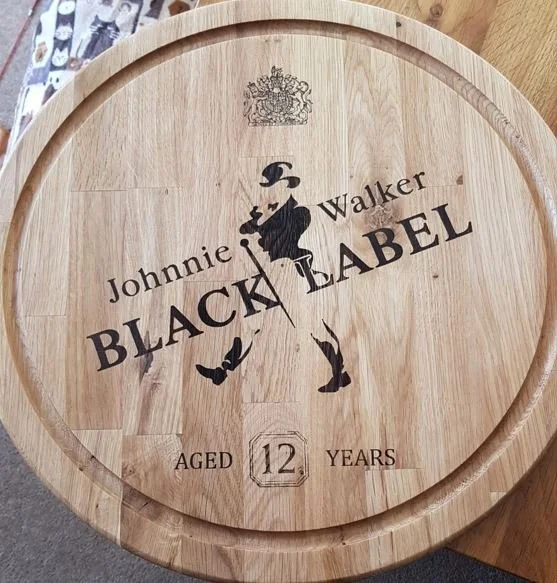 Johnnie Walker
BLACK LABEL
AGED 12 YEARS